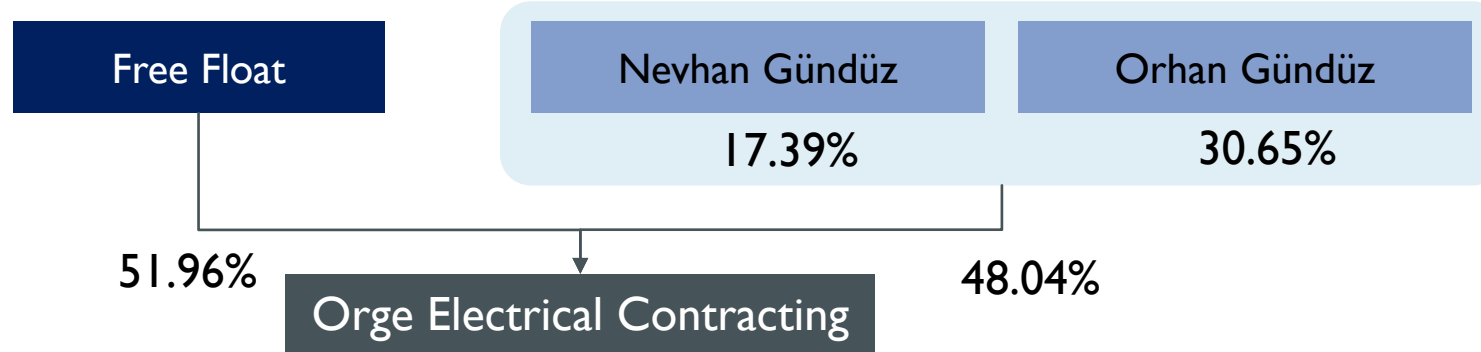 Free Float
Nevhan Gündüz
Orhan Gündüz
17.39%
30.65%
51.96%
48.04%
Orge Electrical Contracting